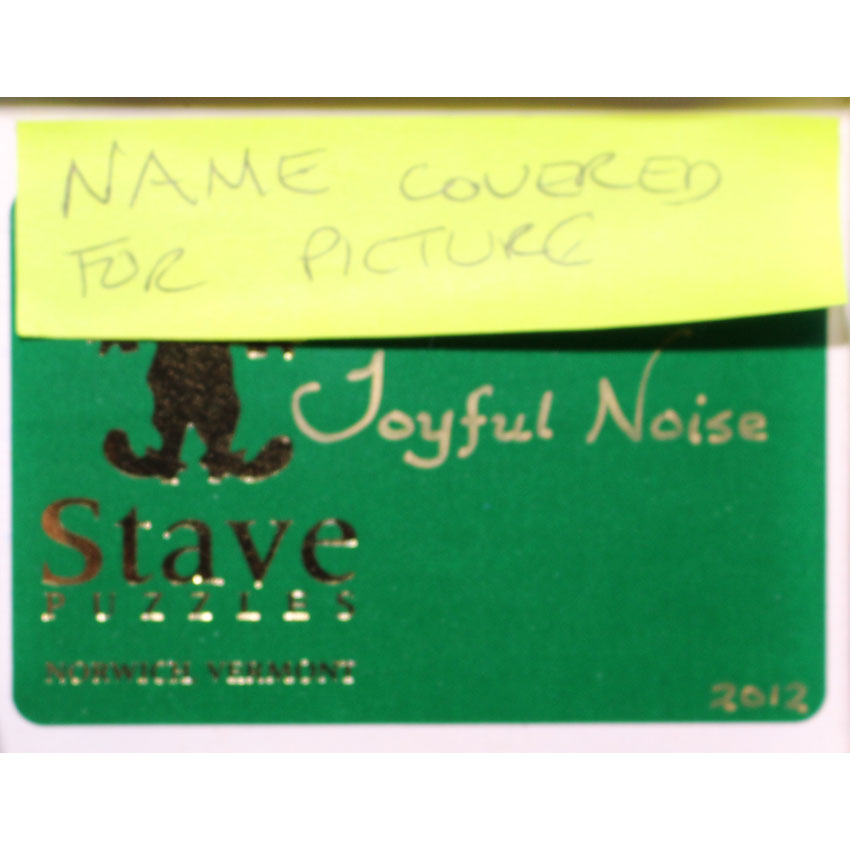 NAME COVERED
FOR PICTURE
Joyful Noise
Stave
PUZZLES
NORWICH, VERMONT
2012